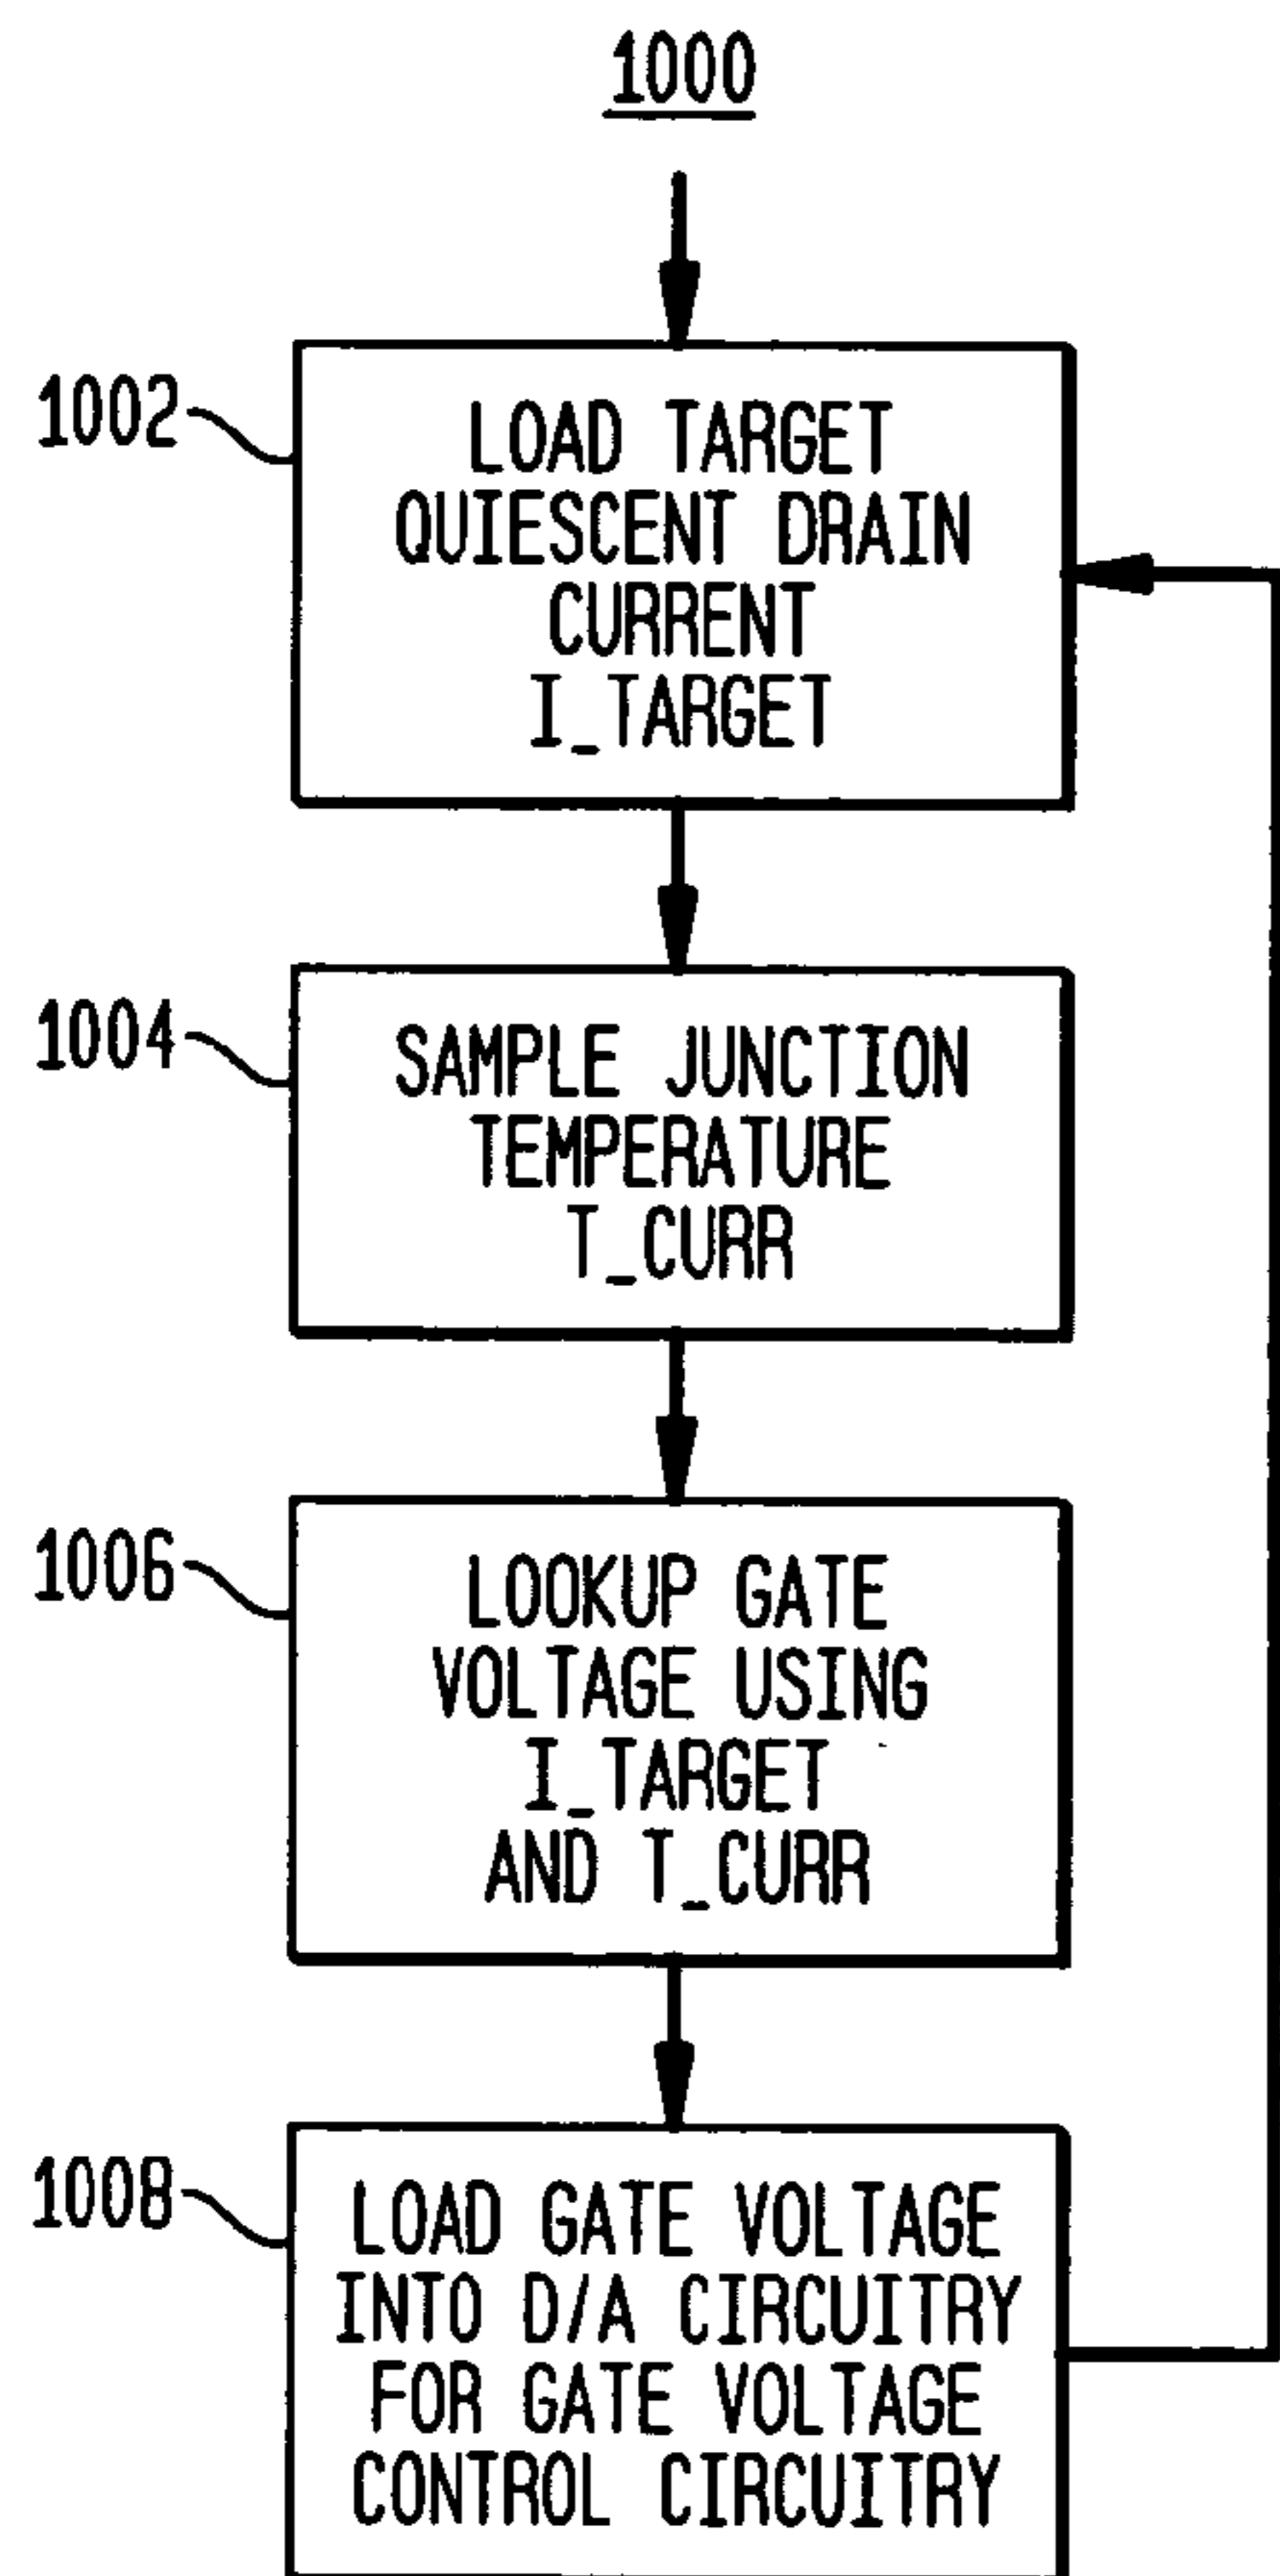 1000
1002
LOAD TARGET
QUIESCENT DRAIN
CURRENT
I_TARGET
1004
SAMPLE JUNCTION
TEMPERATURE
T_CURR
1006
LOOKUP GATE
VOLTAGE USING
I_TARGET
AND T_CURR
1008
LOAD GATE VOLTAGE
INTO D/A CIRCUITRY
FOR GATE VOLTAGE
CONTROL CIRCUITRY